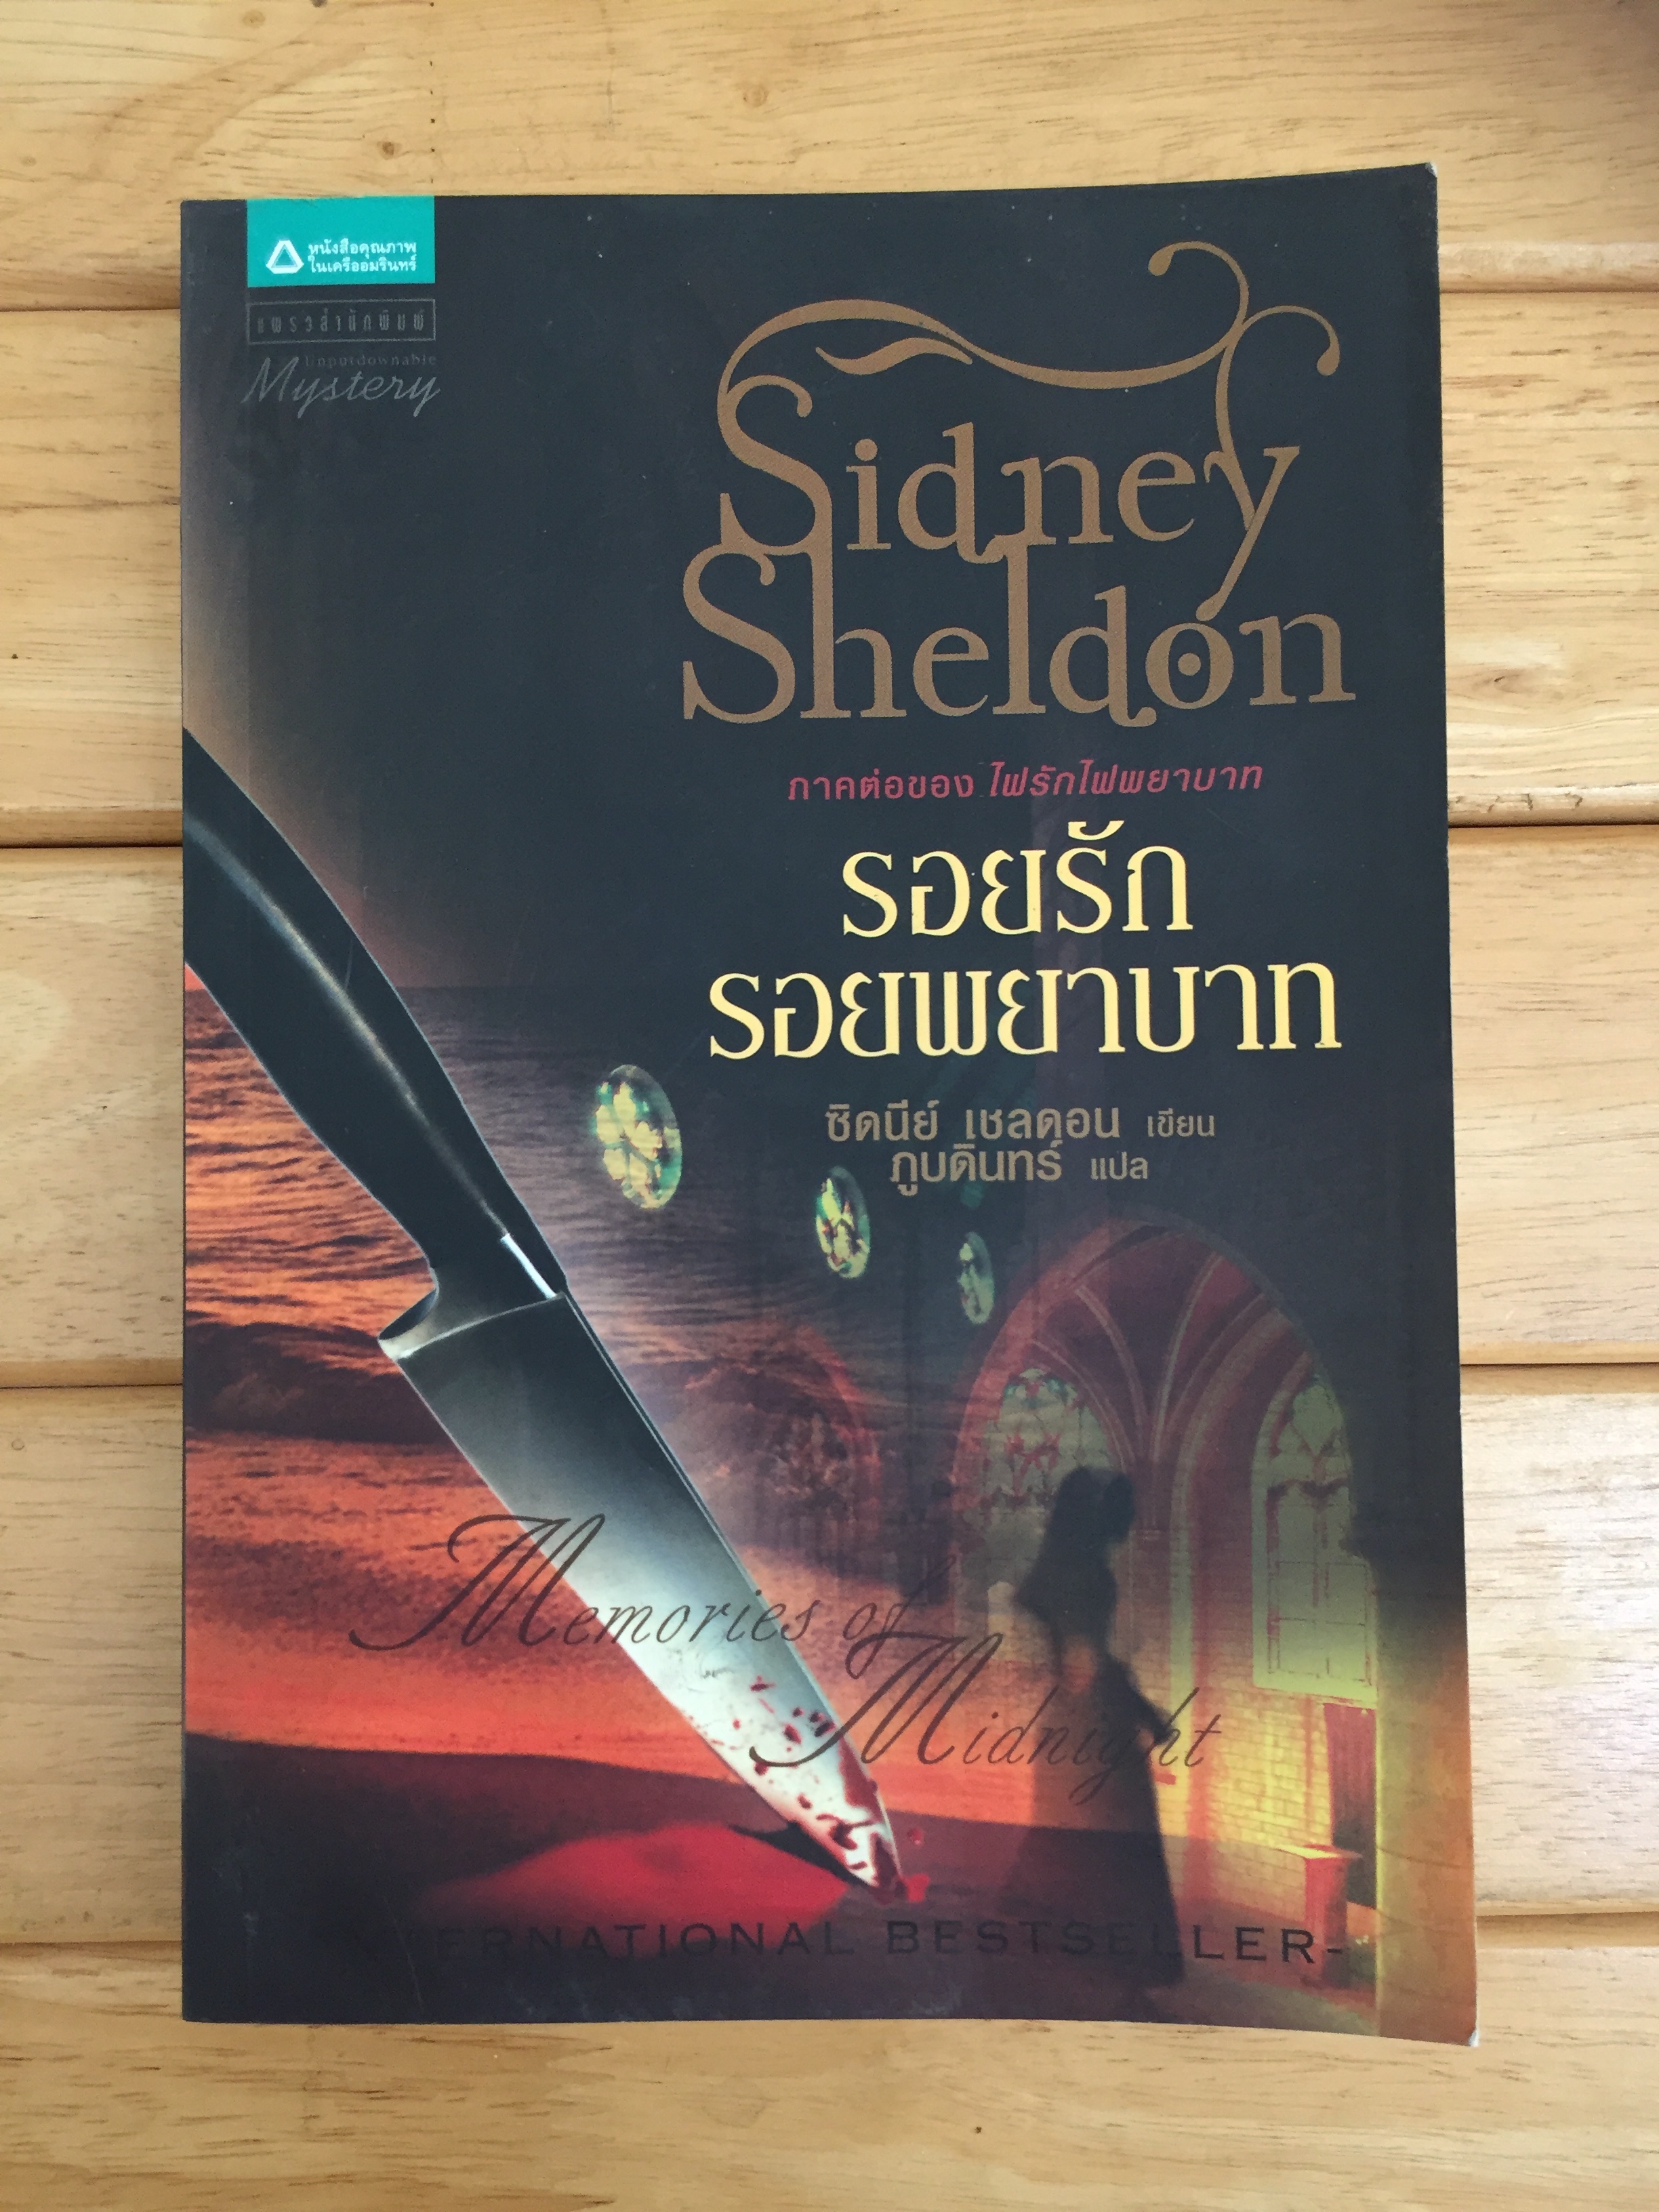 หนังสือคุณภาพ
ในเครืออมรินทร์
แพรวสำนักพิมพ์
Unputdownable
Mystery
Sidney
Sheldon
ภาคต่อของ ไฟรักไฟพยาบาท
รอยรัก
รอยพยาบาท
ซิดนีย์ เชลดอน เขียน
ภูบดินทร์ แปล
Memories of
Midnight
INTERNATIONAL BESTSELLER-